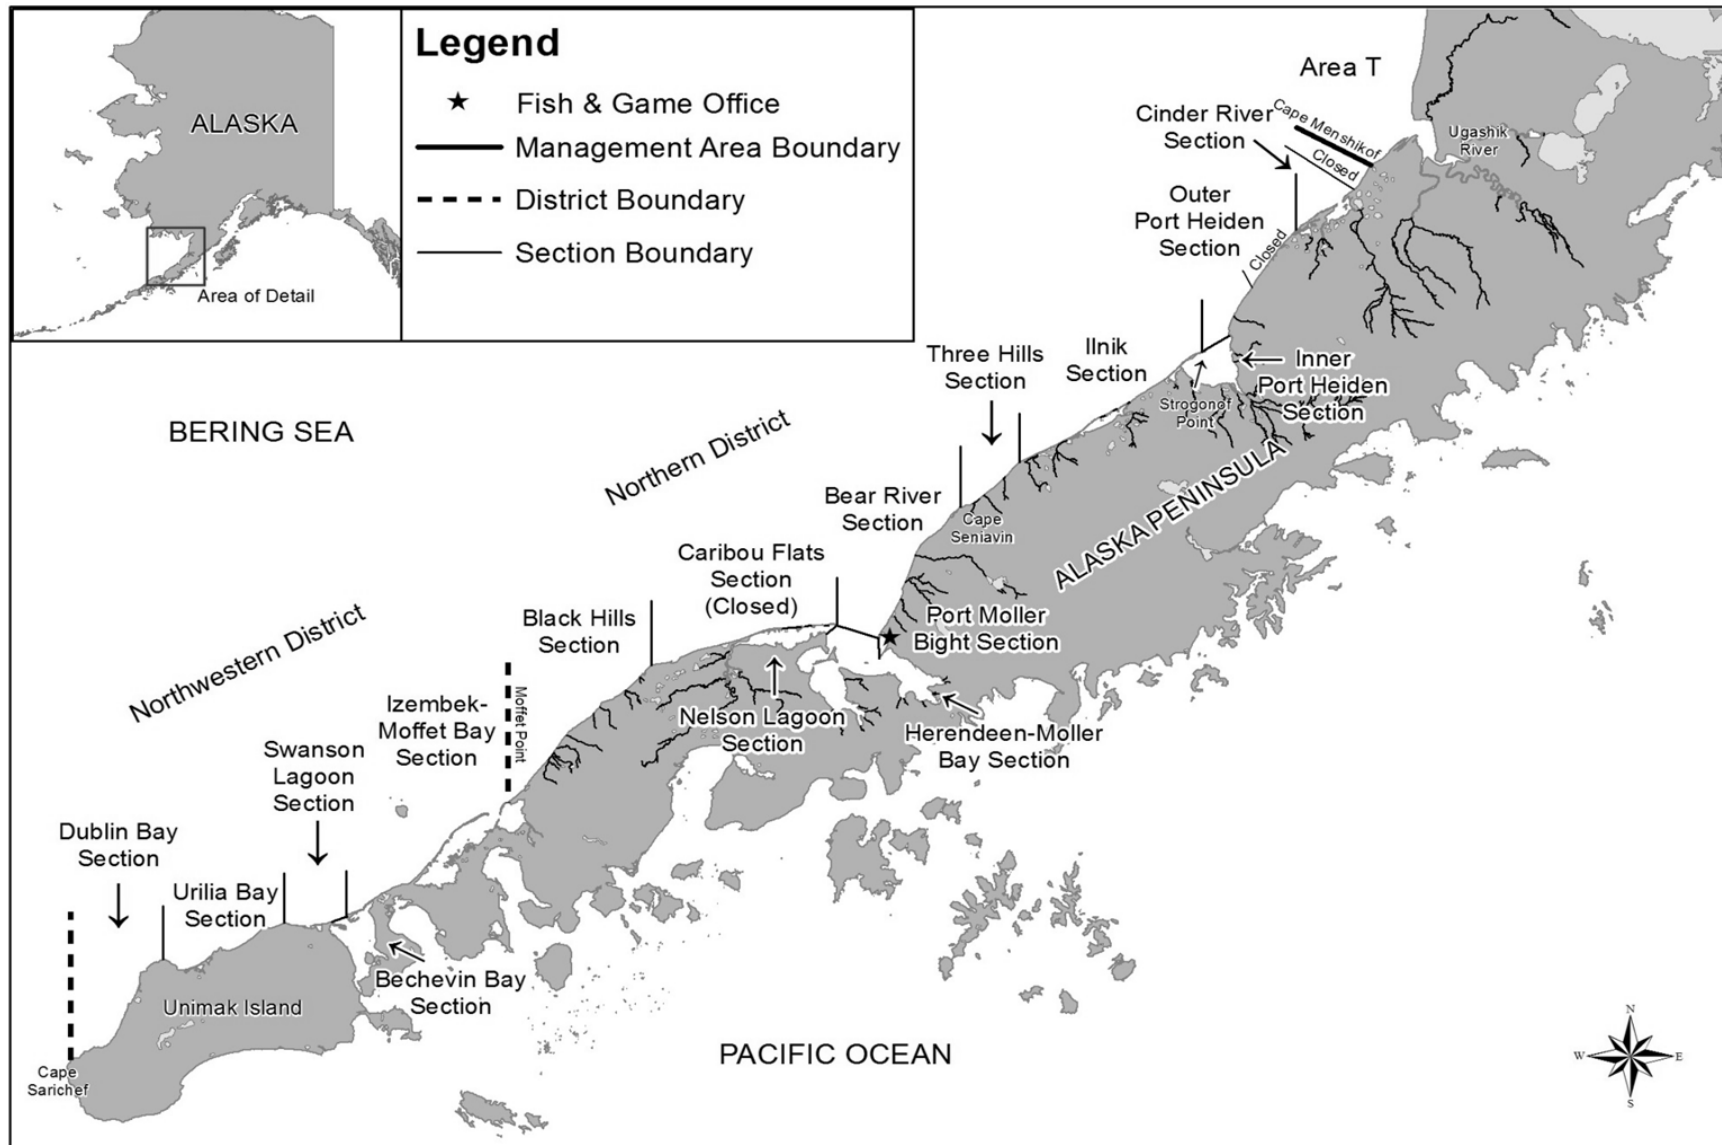 ALASKA
Area of Detail
Legend
Fish & Game Office
Management Area Boundary
District Boundary
Section Boundary
Area T
Cinder River
Section
Cape Menshikof
Closed
Ugashik
River
Outer
Port Heiden
Section
Closed
Three Hills
Section
Ilnik
Section
Inner
Port Heiden
Section
Strogonof
Point
BERING SEA
Northern District
Bear River
Section
Cape
Seniavin
ALASKA PENINSULA
Caribou Flats
Section
(Closed)
Black Hills
Section
Port Moller
Bight Section
Northwestern District
Izembek-
Moffet Bay
Section
Moffet Point
Nelson Lagoon
Section
Herendeen-Moller
Bay Section
Swanson
Lagoon
Section
Dublin Bay
Section
Urilia Bay
Section
Bechevin Bay
Section
Unimak Island
Cape
Sarichef
PACIFIC OCEAN
N
W
E
S